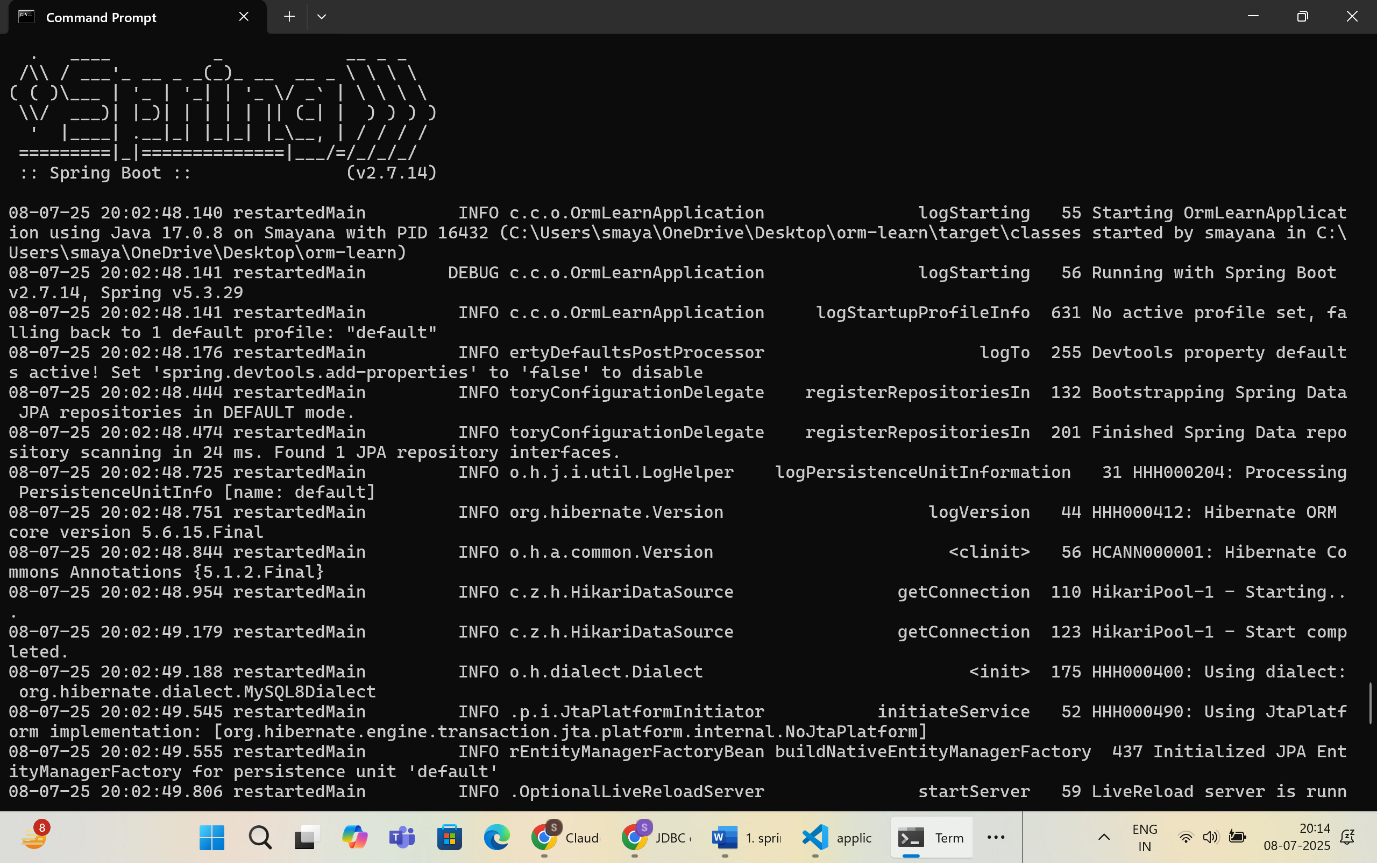 Command Prompt
  .   ____          _            __ _ _
 /\\ / ___'_ __ _ _(_)_ __  __ _ \ \ \ \
( ( )\___ | '_ | '_| | '_ \/ _` | \ \ \ \
 \\/  ___)| |_)| | | | | || (_| |  ) ) ) )
  '  |____| .__|_| |_|_| |_\__, | / / / /
 =========|_|==============|___/=/_/_/_/
 :: Spring Boot ::               (v2.7.14)
08-07-25 20:02:48.140 restartedMain         INFO c.c.o.OrmLearnApplication               logStarting   55 Starting OrmLearnApplicat
ion using Java 17.0.8 on Smayana with PID 16432 (C:\Users\smaya\OneDrive\Desktop\orm-learn\target\classes started by smayana in C:\
Users\smaya\OneDrive\Desktop\orm-learn)
08-07-25 20:02:48.141 restartedMain        DEBUG c.c.o.OrmLearnApplication               logStarting   56 Running with Spring Boot
v2.7.14, Spring v5.3.29
08-07-25 20:02:48.141 restartedMain         INFO c.c.o.OrmLearnApplication     logStartupProfileInfo  631 No active profile set, fa
lling back to 1 default profile: "default"
08-07-25 20:02:48.176 restartedMain         INFO ertyDefaultsPostProcessor                     logTo  255 Devtools property default
s active! Set 'spring.devtools.add-properties' to 'false' to disable
08-07-25 20:02:48.444 restartedMain         INFO toryConfigurationDelegate    registerRepositoriesIn  132 Bootstrapping Spring Data
 JPA repositories in DEFAULT mode.
08-07-25 20:02:48.474 restartedMain         INFO toryConfigurationDelegate    registerRepositoriesIn  201 Finished Spring Data repo
sitory scanning in 24 ms. Found 1 JPA repository interfaces.
08-07-25 20:02:48.725 restartedMain         INFO o.h.j.i.util.LogHelper    logPersistenceUnitInformation   31 HHH000204: Processing
 PersistenceUnitInfo [name: default]
08-07-25 20:02:48.751 restartedMain         INFO org.hibernate.Version                    logVersion   44 HHH000412: Hibernate ORM
core version 5.6.15.Final
08-07-25 20:02:48.844 restartedMain         INFO o.h.a.common.Version                       <clinit>   56 HCANN000001: Hibernate Co
mmons Annotations {5.1.2.Final}
08-07-25 20:02:48.954 restartedMain         INFO c.z.h.HikariDataSource                getConnection  110 HikariPool-1 - Starting..
.
08-07-25 20:02:49.179 restartedMain         INFO c.z.h.HikariDataSource                getConnection  123 HikariPool-1 - Start comp
leted.
08-07-25 20:02:49.188 restartedMain         INFO o.h.dialect.Dialect                          <init>  175 HHH000400: Using dialect:
 org.hibernate.dialect.MySQL8Dialect
08-07-25 20:02:49.545 restartedMain         INFO .p.i.JtaPlatformInitiator           initiateService   52 HHH000490: Using JtaPlatf
orm implementation: [org.hibernate.engine.transaction.jta.platform.internal.NoJtaPlatform]
08-07-25 20:02:49.555 restartedMain         INFO rEntityManagerFactoryBean buildNativeEntityManagerFactory  437 Initialized JPA Ent
ityManagerFactory for persistence unit 'default'
08-07-25 20:02:49.806 restartedMain         INFO .OptionalLiveReloadServer               startServer   59 LiveReload server is runn
8
S
Claud
S
JDBC
1. spri
applic
Term
ENG
IN
20:14
08-07-2025